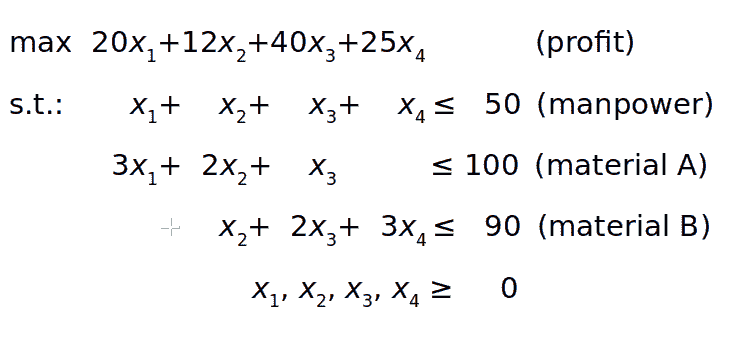 max 20x₁+12x₂+40x₃+25x₄ (profit)
s.t.: x₁+ x₂+ x₃+ x₄ ≤ 50 (manpower)
3x₁+ 2x₂+ x₃ ≤ 100 (material A)
x₂+ 2x₃+ 3x₄ ≤ 90 (material B)
x₁, x₂, x₃, x₄ ≥ 0